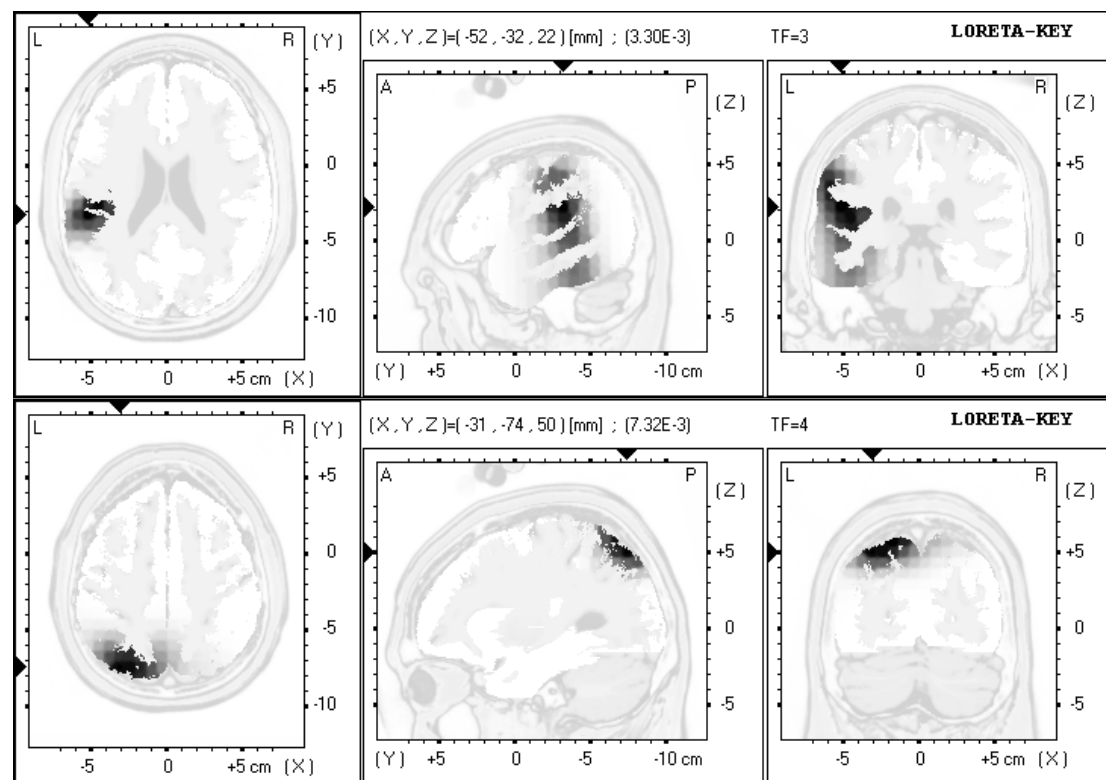 (X,Y,Z)=(-52,-32,22)[mm] ; (3.30E-3) TF=3 LORETA-KEY
L R (Y)
+5
0
-5
-10
-5 0 +5 cm (X)
A P (Z)
+5
0
-5
(Y) +5 0 -5 -10 cm
L R (Z)
+5
0
-5
-5 0 +5 cm (X)
(X,Y,Z)=(-31,-74,50)[mm] ; (7.32E-3) TF=4 LORETA-KEY
L R (Y)
+5
0
-5
-10
-5 0 +5 cm (X)
A P (Z)
+5
0
-5
(Y) +5 0 -5 -10 cm
L R (Z)
+5
0
-5
-5 0 +5 cm (X)